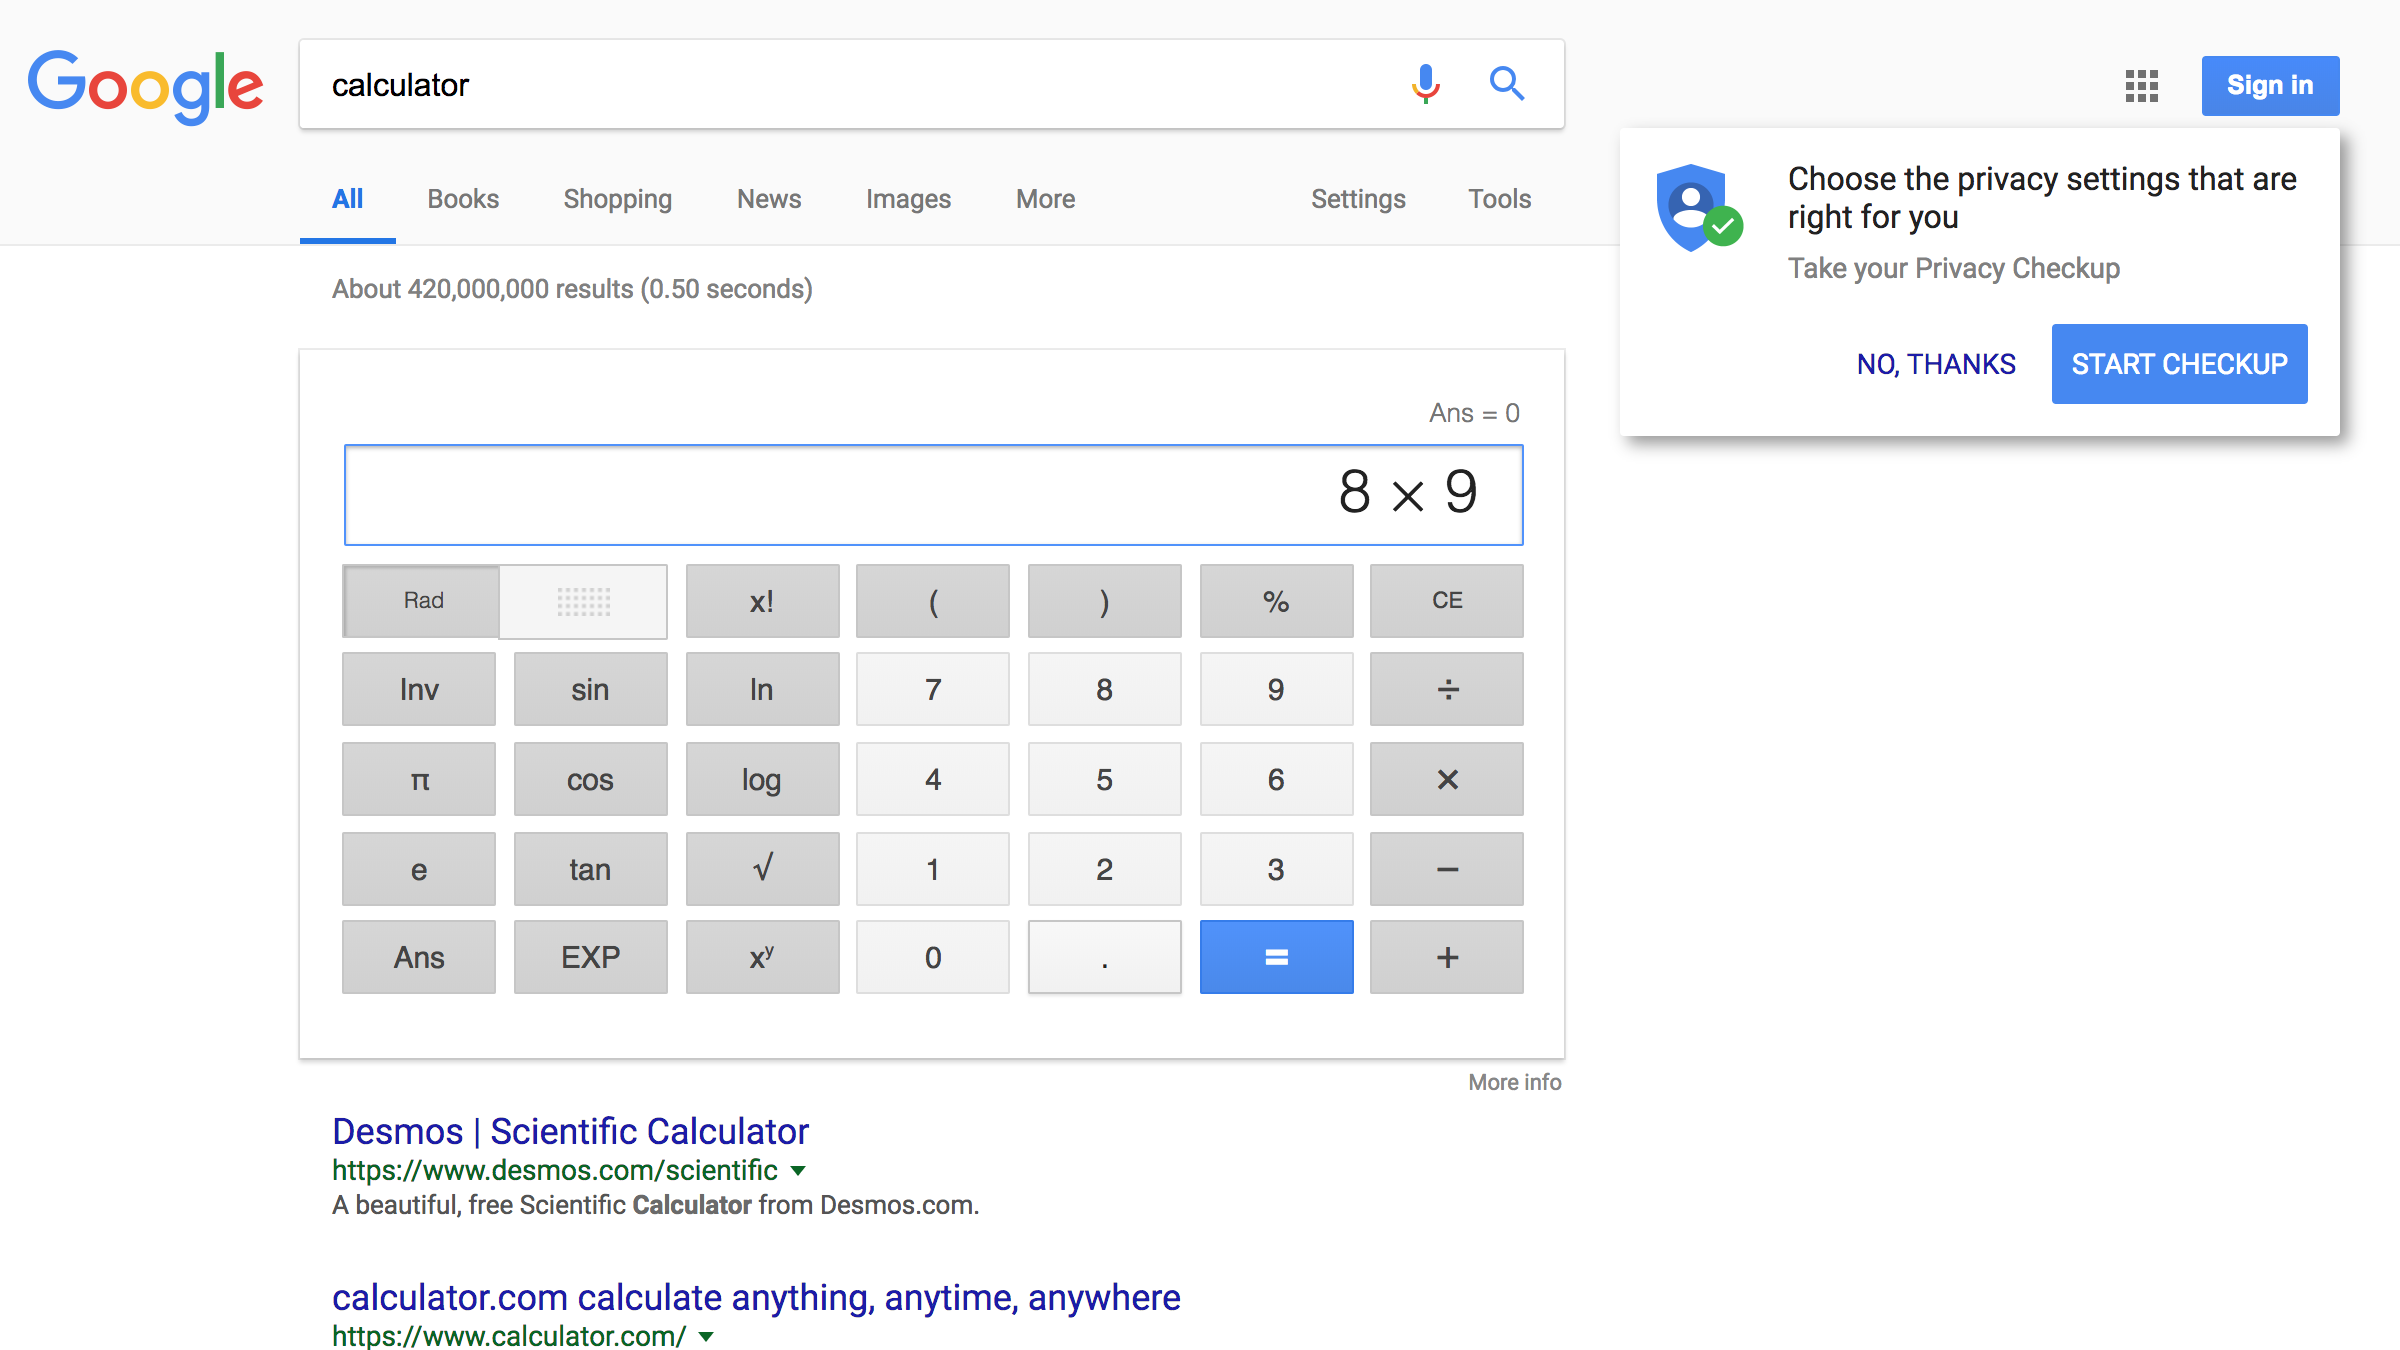 Google
calculator
Sign in
All Books Shopping News Images More Settings Tools
Choose the privacy settings that are
right for you
Take your Privacy Checkup
NO, THANKS START CHECKUP
About 420,000,000 results (0.50 seconds)
Ans = 0
8 × 9
Rad x! ( ) % CE
Inv sin ln 7 8 9 ÷
π cos log 4 5 6 ×
e tan √ 1 2 3 −
Ans EXP xʸ 0 . = +
More info
Desmos | Scientific Calculator
https://www.desmos.com/scientific
A beautiful, free Scientific Calculator from Desmos.com.
calculator.com calculate anything, anytime, anywhere
https://www.calculator.com/